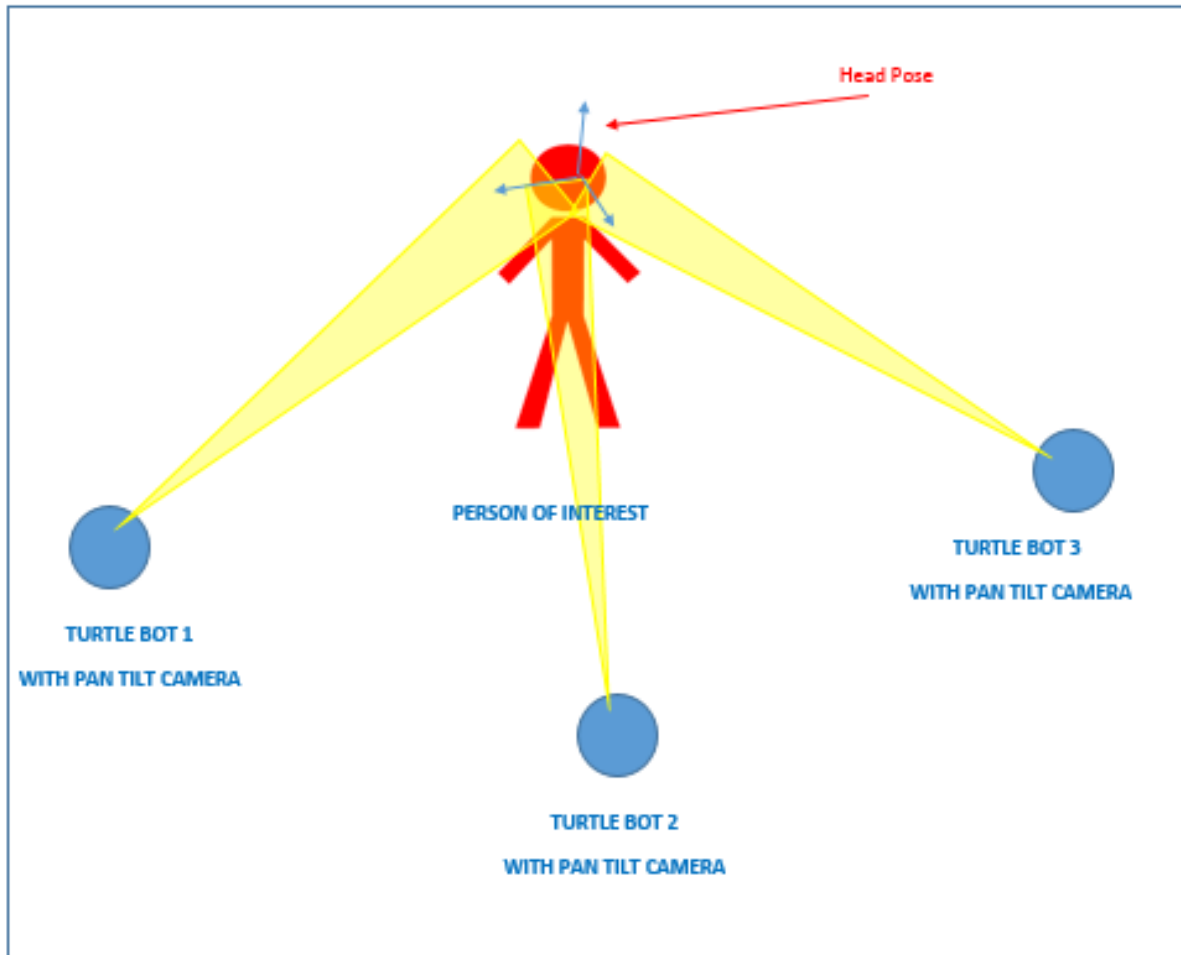 Head Pose
PERSON OF INTEREST
TURTLE BOT 3
WITH PAN TILT CAMERA
TURTLE BOT 1
WITH PAN TILT CAMERA
TURTLE BOT 2
WITH PAN TILT CAMERA